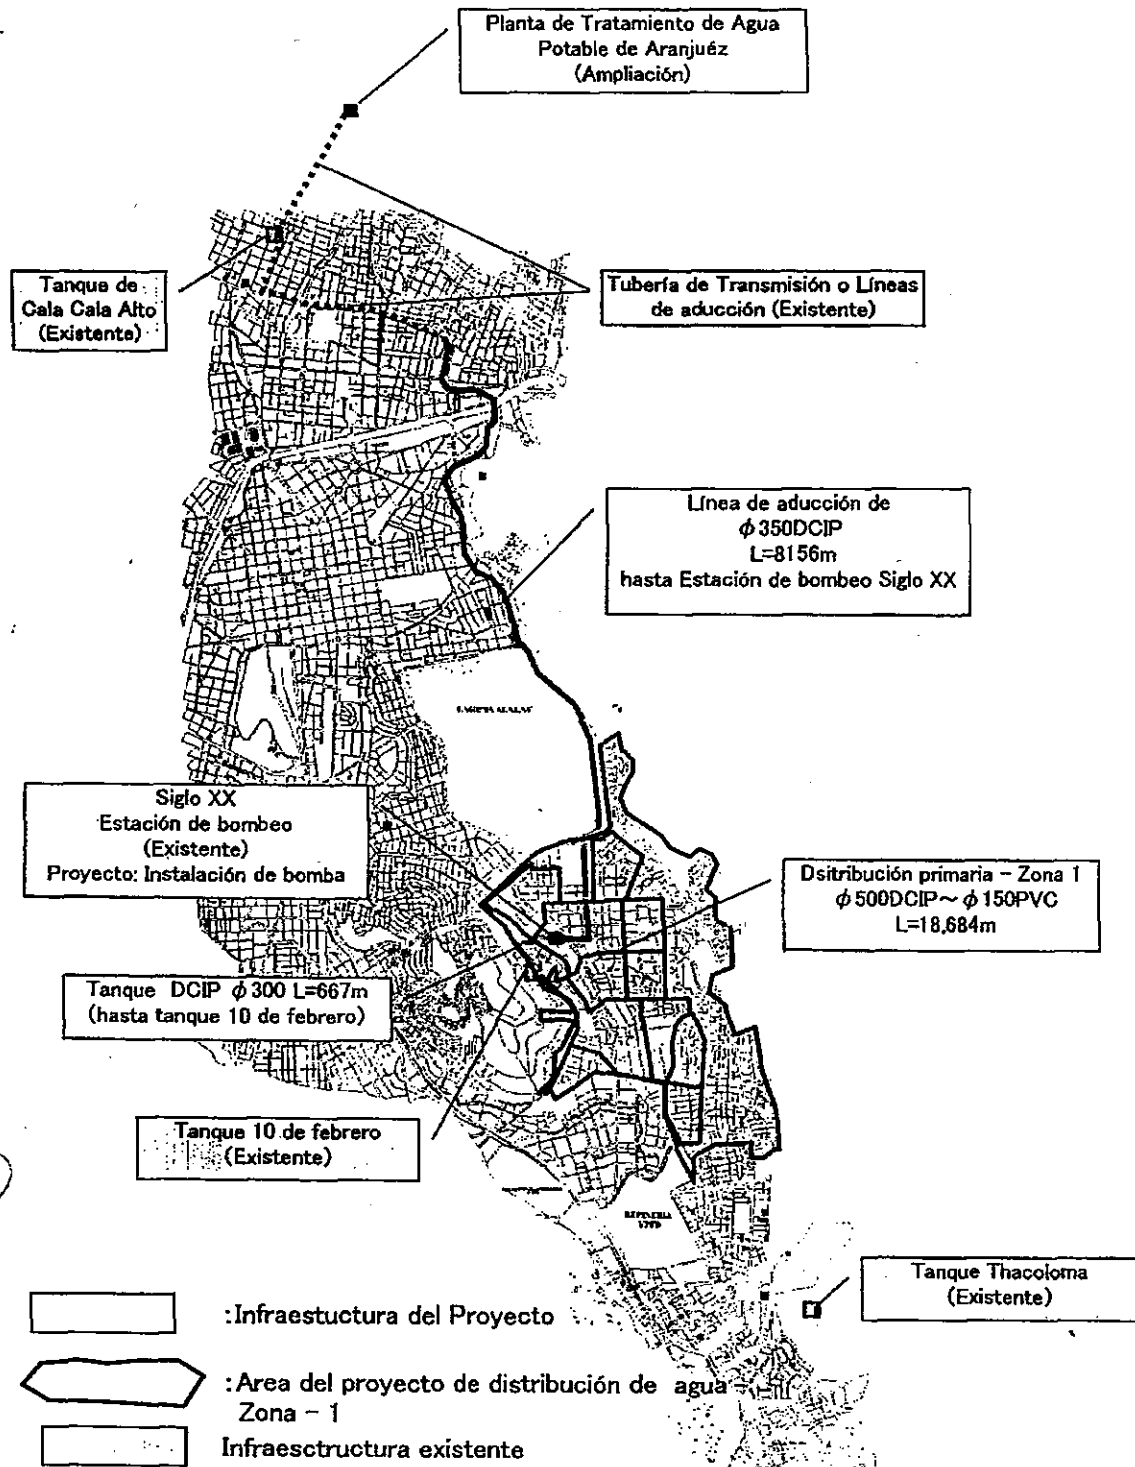 Planta de Tratamiento de Agua
Potable de Aranjuéz
(Ampliación)
Tanque de
Cala Cala Alto
(Existente)
Tubería de Transmisión o Líneas
de aducción (Existente)
Línea de aducción de
φ350DCIP
L=8156m
hasta Estación de bombeo Siglo XX
LAGUNA ALALAY
Siglo XX
Estación de bombeo
(Existente)
Proyecto: Instalación de bomba
Dsitribución primaria - Zona 1
φ500DCIP~φ150PVC
L=18,684m
Tanque DCIP φ300 L=667m
(hasta tanque 10 de febrero)
Tanque 10 de febrero
(Existente)
REFINERIA
Tanque Thacoloma
(Existente)
:Infraestuctura del Proyecto
:Area del proyecto de distribución de agua
Zona - 1
Infraesctructura existente